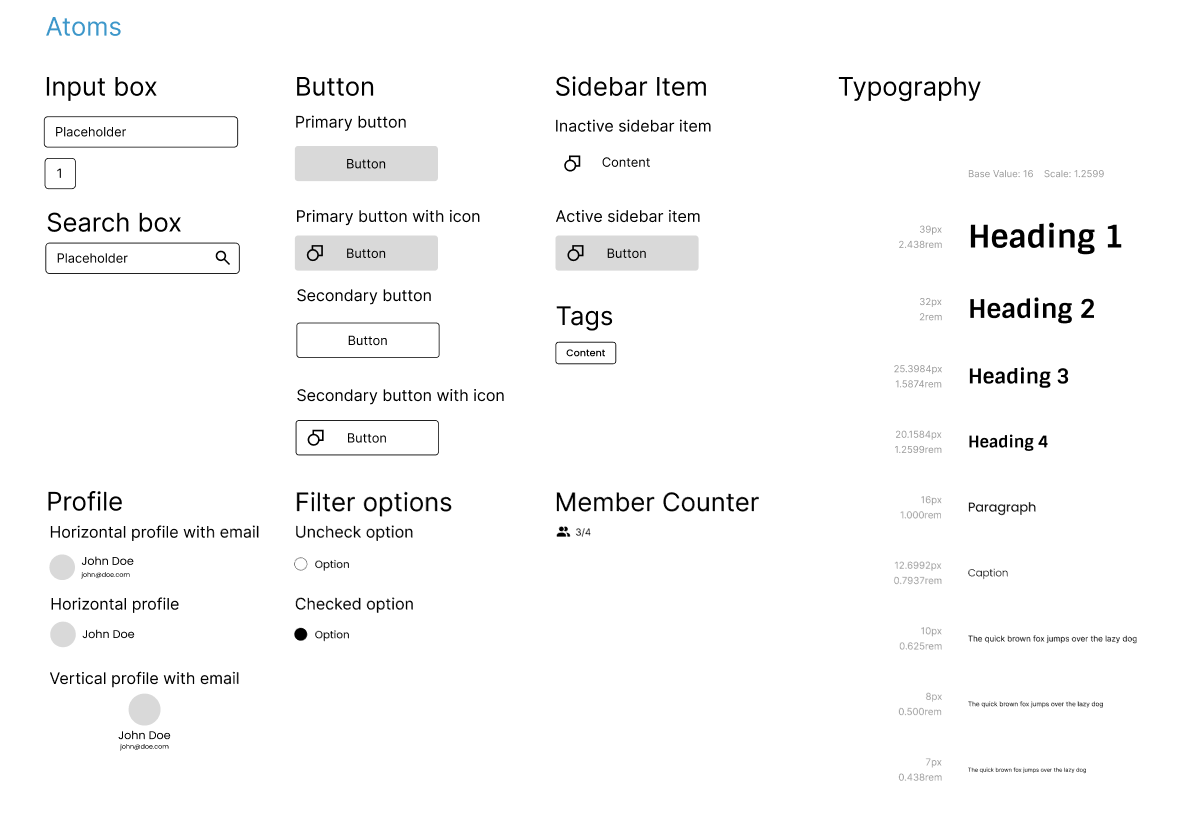 Atoms
Input box
Placeholder
1
Search box
Placeholder
Button
Primary button
Button
Primary button with icon
Button
Secondary button
Button
Secondary button with icon
Button
Sidebar Item
Inactive sidebar item
Content
Active sidebar item
Button
Tags
Content
Profile
Horizontal profile with email
John Doe
john@doe.com
Horizontal profile
John Doe
Vertical profile with email
John Doe
john@doe.com
Filter options
Uncheck option
Option
Checked option
Option
Member Counter
3/4
Typography
Base Value: 16 Scale: 1.2599
39px
2.438rem
Heading 1
32px
2rem
Heading 2
25.3984px
1.5874rem
Heading 3
20.1584px
1.2599rem
Heading 4
16px
1.000rem
Paragraph
12.6992px
0.7937rem
Caption
10px
0.625rem
The quick brown fox jumps over the lazy dog
8px
0.500rem
The quick brown fox jumps over the lazy dog
7px
0.438rem
The quick brown fox jumps over the lazy dog